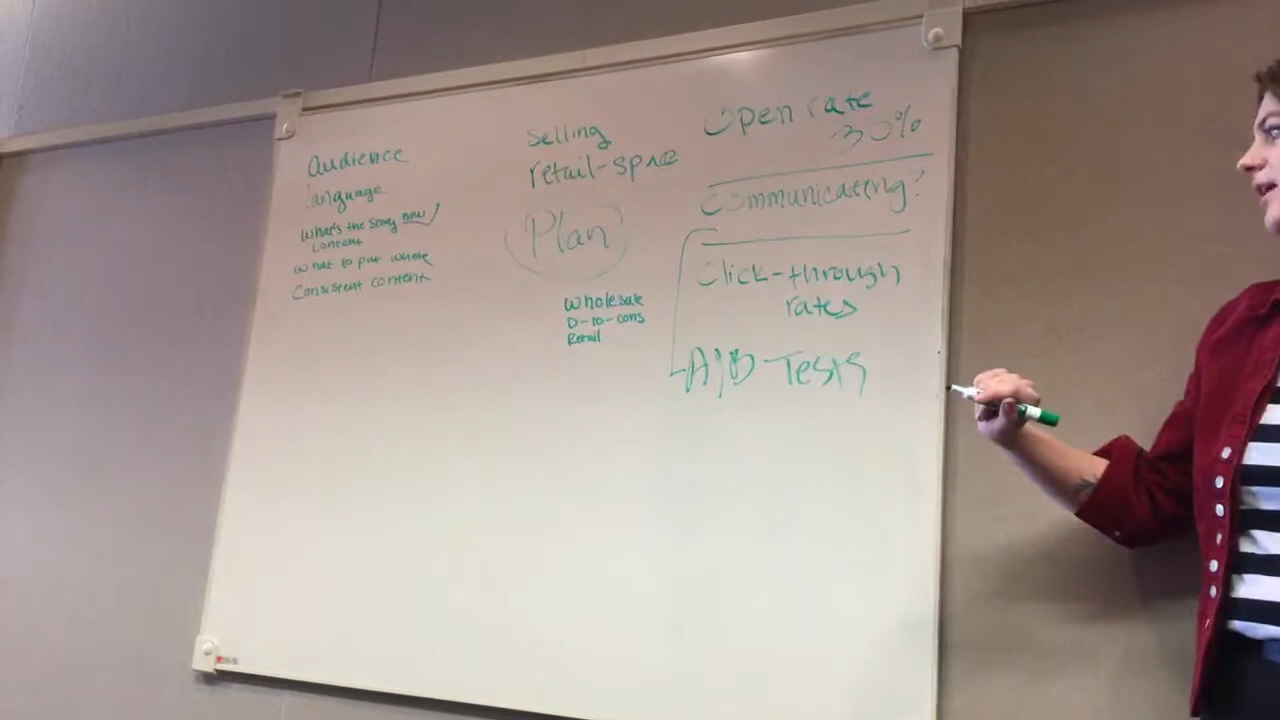 Audience
language
What's the story now/
content
What to put where
Consistent content
Selling
retail-space
Plan
Wholesale
D-to-cons
Retail
Open rate
30%
Communicating?
Click-through
rates
A/B Tests